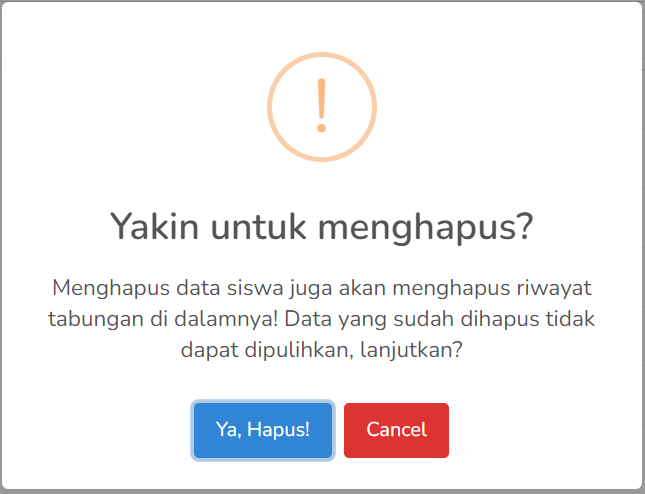 Yakin untuk menghapus?
Menghapus data siswa juga akan menghapus riwayat
tabungan di dalamnya! Data yang sudah dihapus tidak
dapat dipulihkan, lanjutkan?
Ya, Hapus!
Cancel